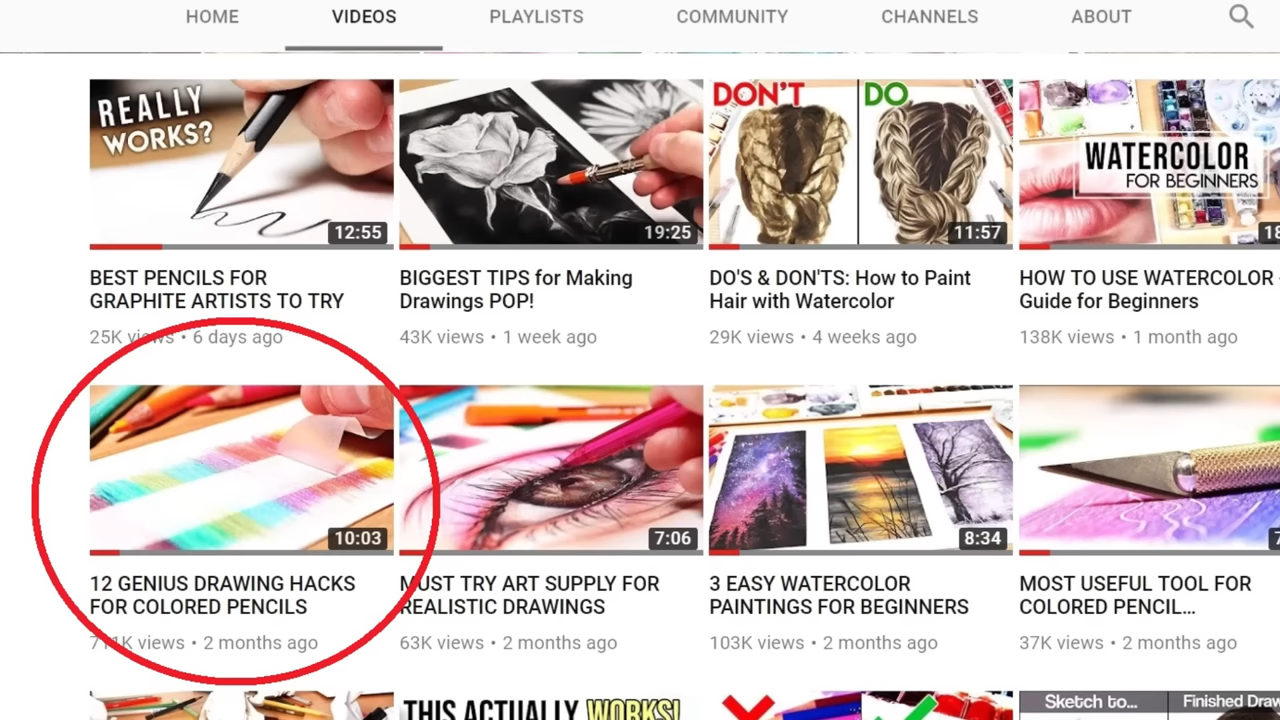 HOME VIDEOS PLAYLISTS COMMUNITY CHANNELS ABOUT
REALLY
WORKS?
12:55
BEST PENCILS FOR
GRAPHITE ARTISTS TO TRY
25K views • 6 days ago
19:25
BIGGEST TIPS for Making
Drawings POP!
43K views • 1 week ago
DON'T DO
11:57
DO'S & DON'TS: How to Paint
Hair with Watercolor
29K views • 4 weeks ago
WATERCOLOR
FOR BEGINNERS
18
HOW TO USE WATERCOLOR -
Guide for Beginners
138K views • 1 month ago
10:03
12 GENIUS DRAWING HACKS
FOR COLORED PENCILS
views • 2 months ago
7:06
MUST TRY ART SUPPLY FOR
REALISTIC DRAWINGS
63K views • 2 months ago
8:34
3 EASY WATERCOLOR
PAINTINGS FOR BEGINNERS
103K views • 2 months ago
7
MOST USEFUL TOOL FOR
COLORED PENCIL...
37K views • 2 months ago
THIS ACTUALLY WORKS!
Sketch to... Finished Draw